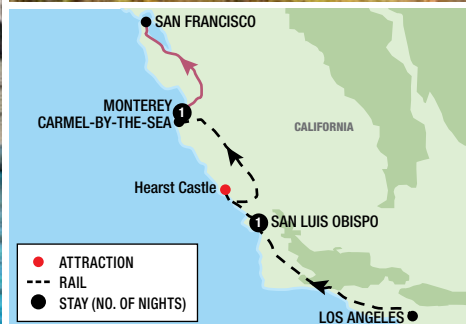 SAN FRANCISCO
MONTEREY
1
CARMEL-BY-THE-SEA
CALIFORNIA
Hearst Castle
1
SAN LUIS OBISPO
ATTRACTION
RAIL
STAY (NO. OF NIGHTS)
LOS ANGELES